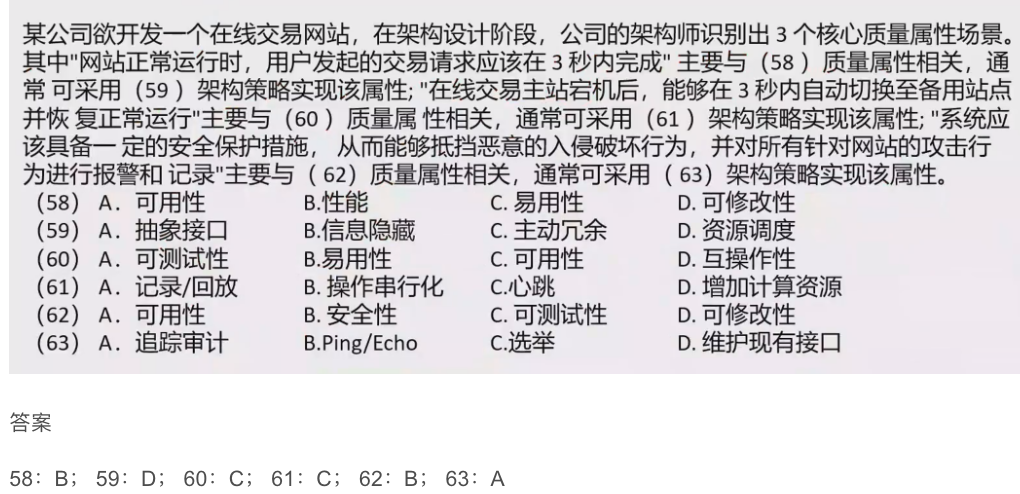 某公司欲开发一个在线交易网站，在架构设计阶段，公司的架构师识别出 3 个核心质量属性场景。
其中"网站正常运行时，用户发起的交易请求应该在 3 秒内完成" 主要与（58 ）质量属性相关，通
常 可采用（59 ）架构策略实现该属性; "在线交易主站宕机后，能够在 3 秒内自动切换至备用站点
并恢 复正常运行"主要与（60 ）质量属 性相关，通常可采用（61 ）架构策略实现该属性; "系统应
该具备一 定的安全保护措施， 从而能够抵挡恶意的入侵破坏行为，并对所有针对网站的攻击行
为进行报警和 记录"主要与（ 62）质量属性相关，通常可采用（ 63）架构策略实现该属性。
（58） A．可用性 B.性能 C. 易用性 D. 可修改性
（59） A．抽象接口 B.信息隐藏 C. 主动冗余 D. 资源调度
（60） A．可测试性 B.易用性 C. 可用性 D. 互操作性
（61） A．记录/回放 B. 操作串行化 C.心跳 D. 增加计算资源
（62） A．可用性 B. 安全性 C. 可测试性 D. 可修改性
（63） A．追踪审计 B.Ping/Echo C.选举 D. 维护现有接口
答案
58：B； 59：D； 60：C； 61：C； 62：B； 63：A